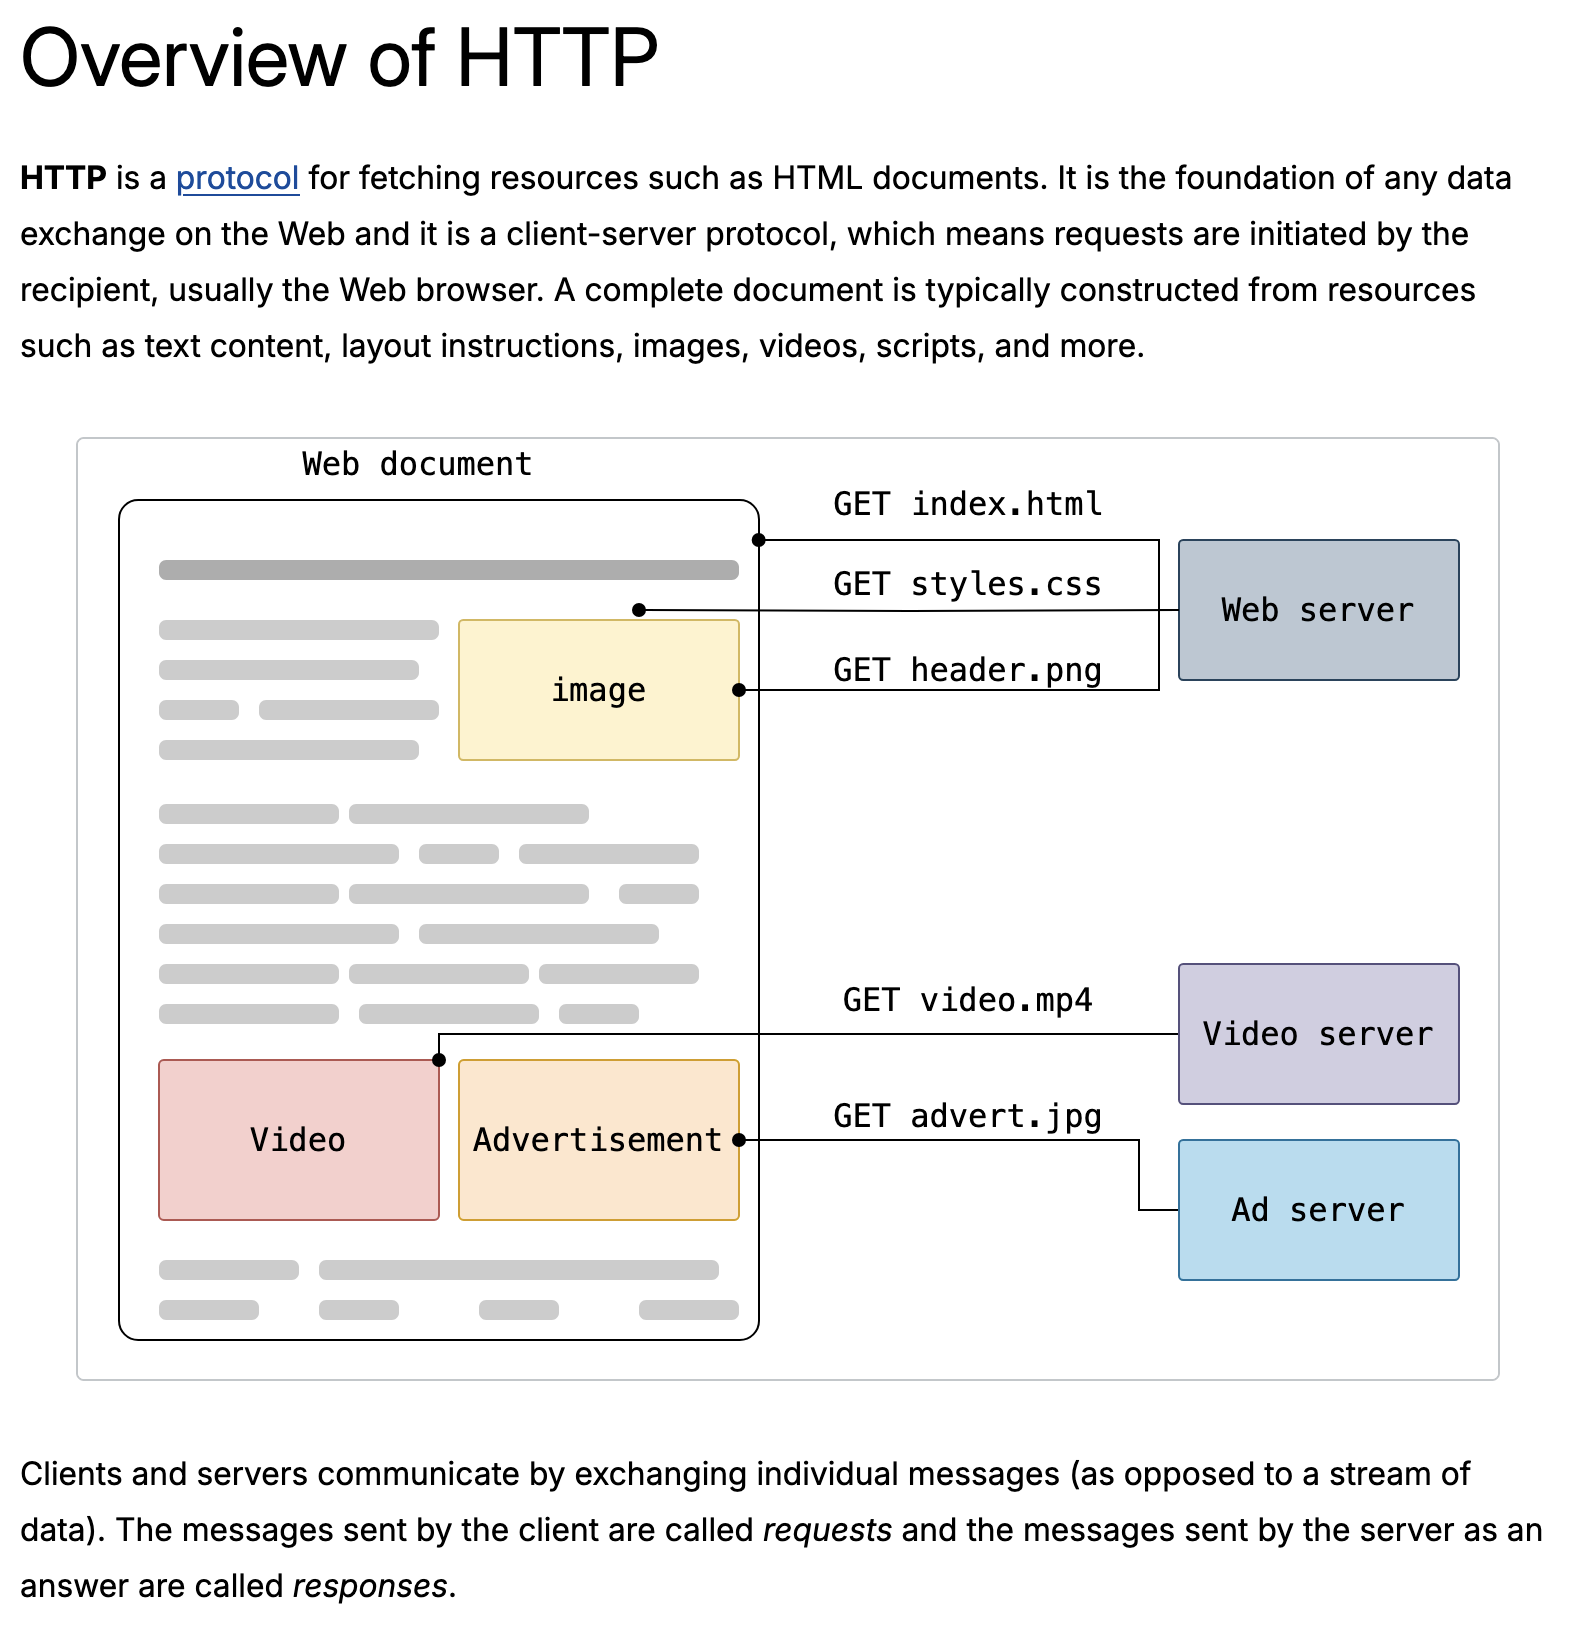 Overview of HTTP
HTTP is a protocol for fetching resources such as HTML documents. It is the foundation of any data
exchange on the Web and it is a client-server protocol, which means requests are initiated by the
recipient, usually the Web browser. A complete document is typically constructed from resources
such as text content, layout instructions, images, videos, scripts, and more.
Web document
GET index.html
GET styles.css
Web server
GET header.png
image
GET video.mp4
Video server
GET advert.jpg
Video
Advertisement
Ad server
Clients and servers communicate by exchanging individual messages (as opposed to a stream of
data). The messages sent by the client are called requests and the messages sent by the server as an
answer are called responses.